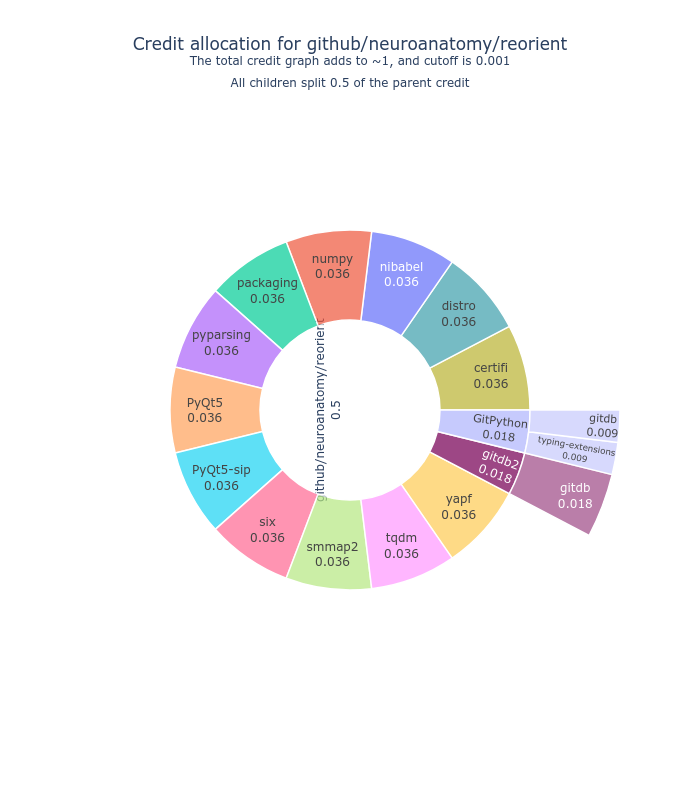 Credit allocation for github/neuroanatomy/reorient
The total credit graph adds to ~1, and cutoff is 0.001
All children split 0.5 of the parent credit
numpy
0.036
nibabel
0.036
distro
0.036
certifi
0.036
packaging
0.036
pyparsing
0.036
PyQt5
0.036
PyQt5-sip
0.036
six
0.036
smmap2
0.036
tqdm
0.036
yapf
0.036
gitdb2
0.018
GitPython
0.018
gitdb
0.009
typing-extensions
0.009
gitdb
0.018
github/neuroanatomy/reorient
0.5